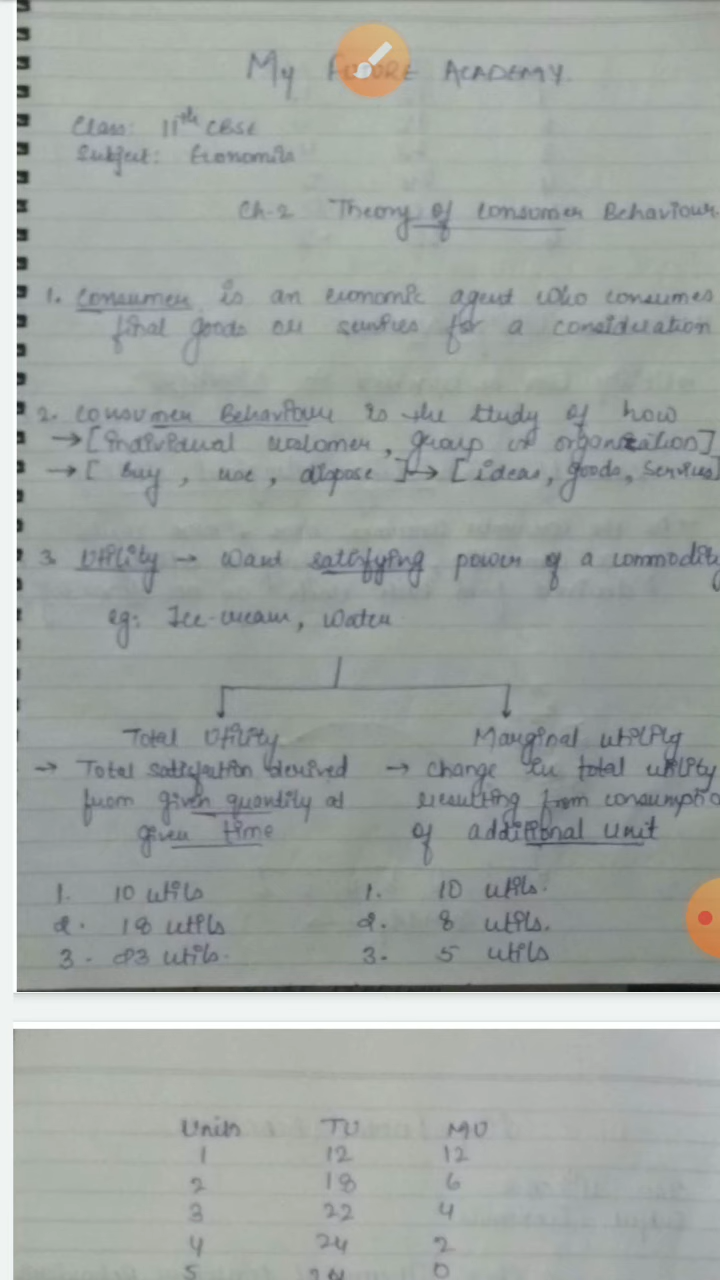 My FUTURE ACADEMY.
Class: 11th CBSE
Subject: Economics
Ch-2 Theory of Consumer Behaviour
1. Consumer is an economic agent who consumes
final goods or services for a consideration
2. Consumer Behaviour is the study of how
→ [individual customer, group or organization]
→ [ Buy , use , dispose ] → [ ideas, goods, services]
3. Utility → Want satisfying power of a commodity
eg: Ice-cream, Water
Total Utility
→ Total satisfaction derived
from given quantity at
given time
1. 10 utils
2. 18 utils
3. 23 utils.
Marginal utility
→ Change in total utility
resulting from consumptio
of additional unit
1. 10 utils.
2. 8 utils.
3. 5 utils
Units TU MU
1 12 12
2 18 6
3 22 4
4 24 2
5 24 0